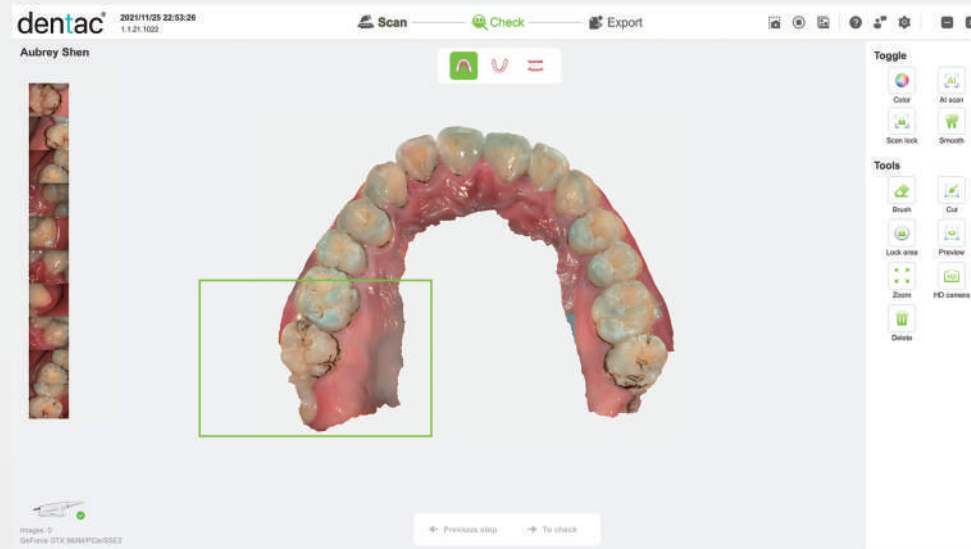 dentac
2021/11/25 22:53:26
1.1.21.1022
Scan
Check
Export
Aubrey Shen
Toggle
Color
AI scan
Scan lock
Smooth
Tools
Brush
Cut
Lock area
Preview
Zoom
HD camera
Delete
Previous step
To check
Images: 0